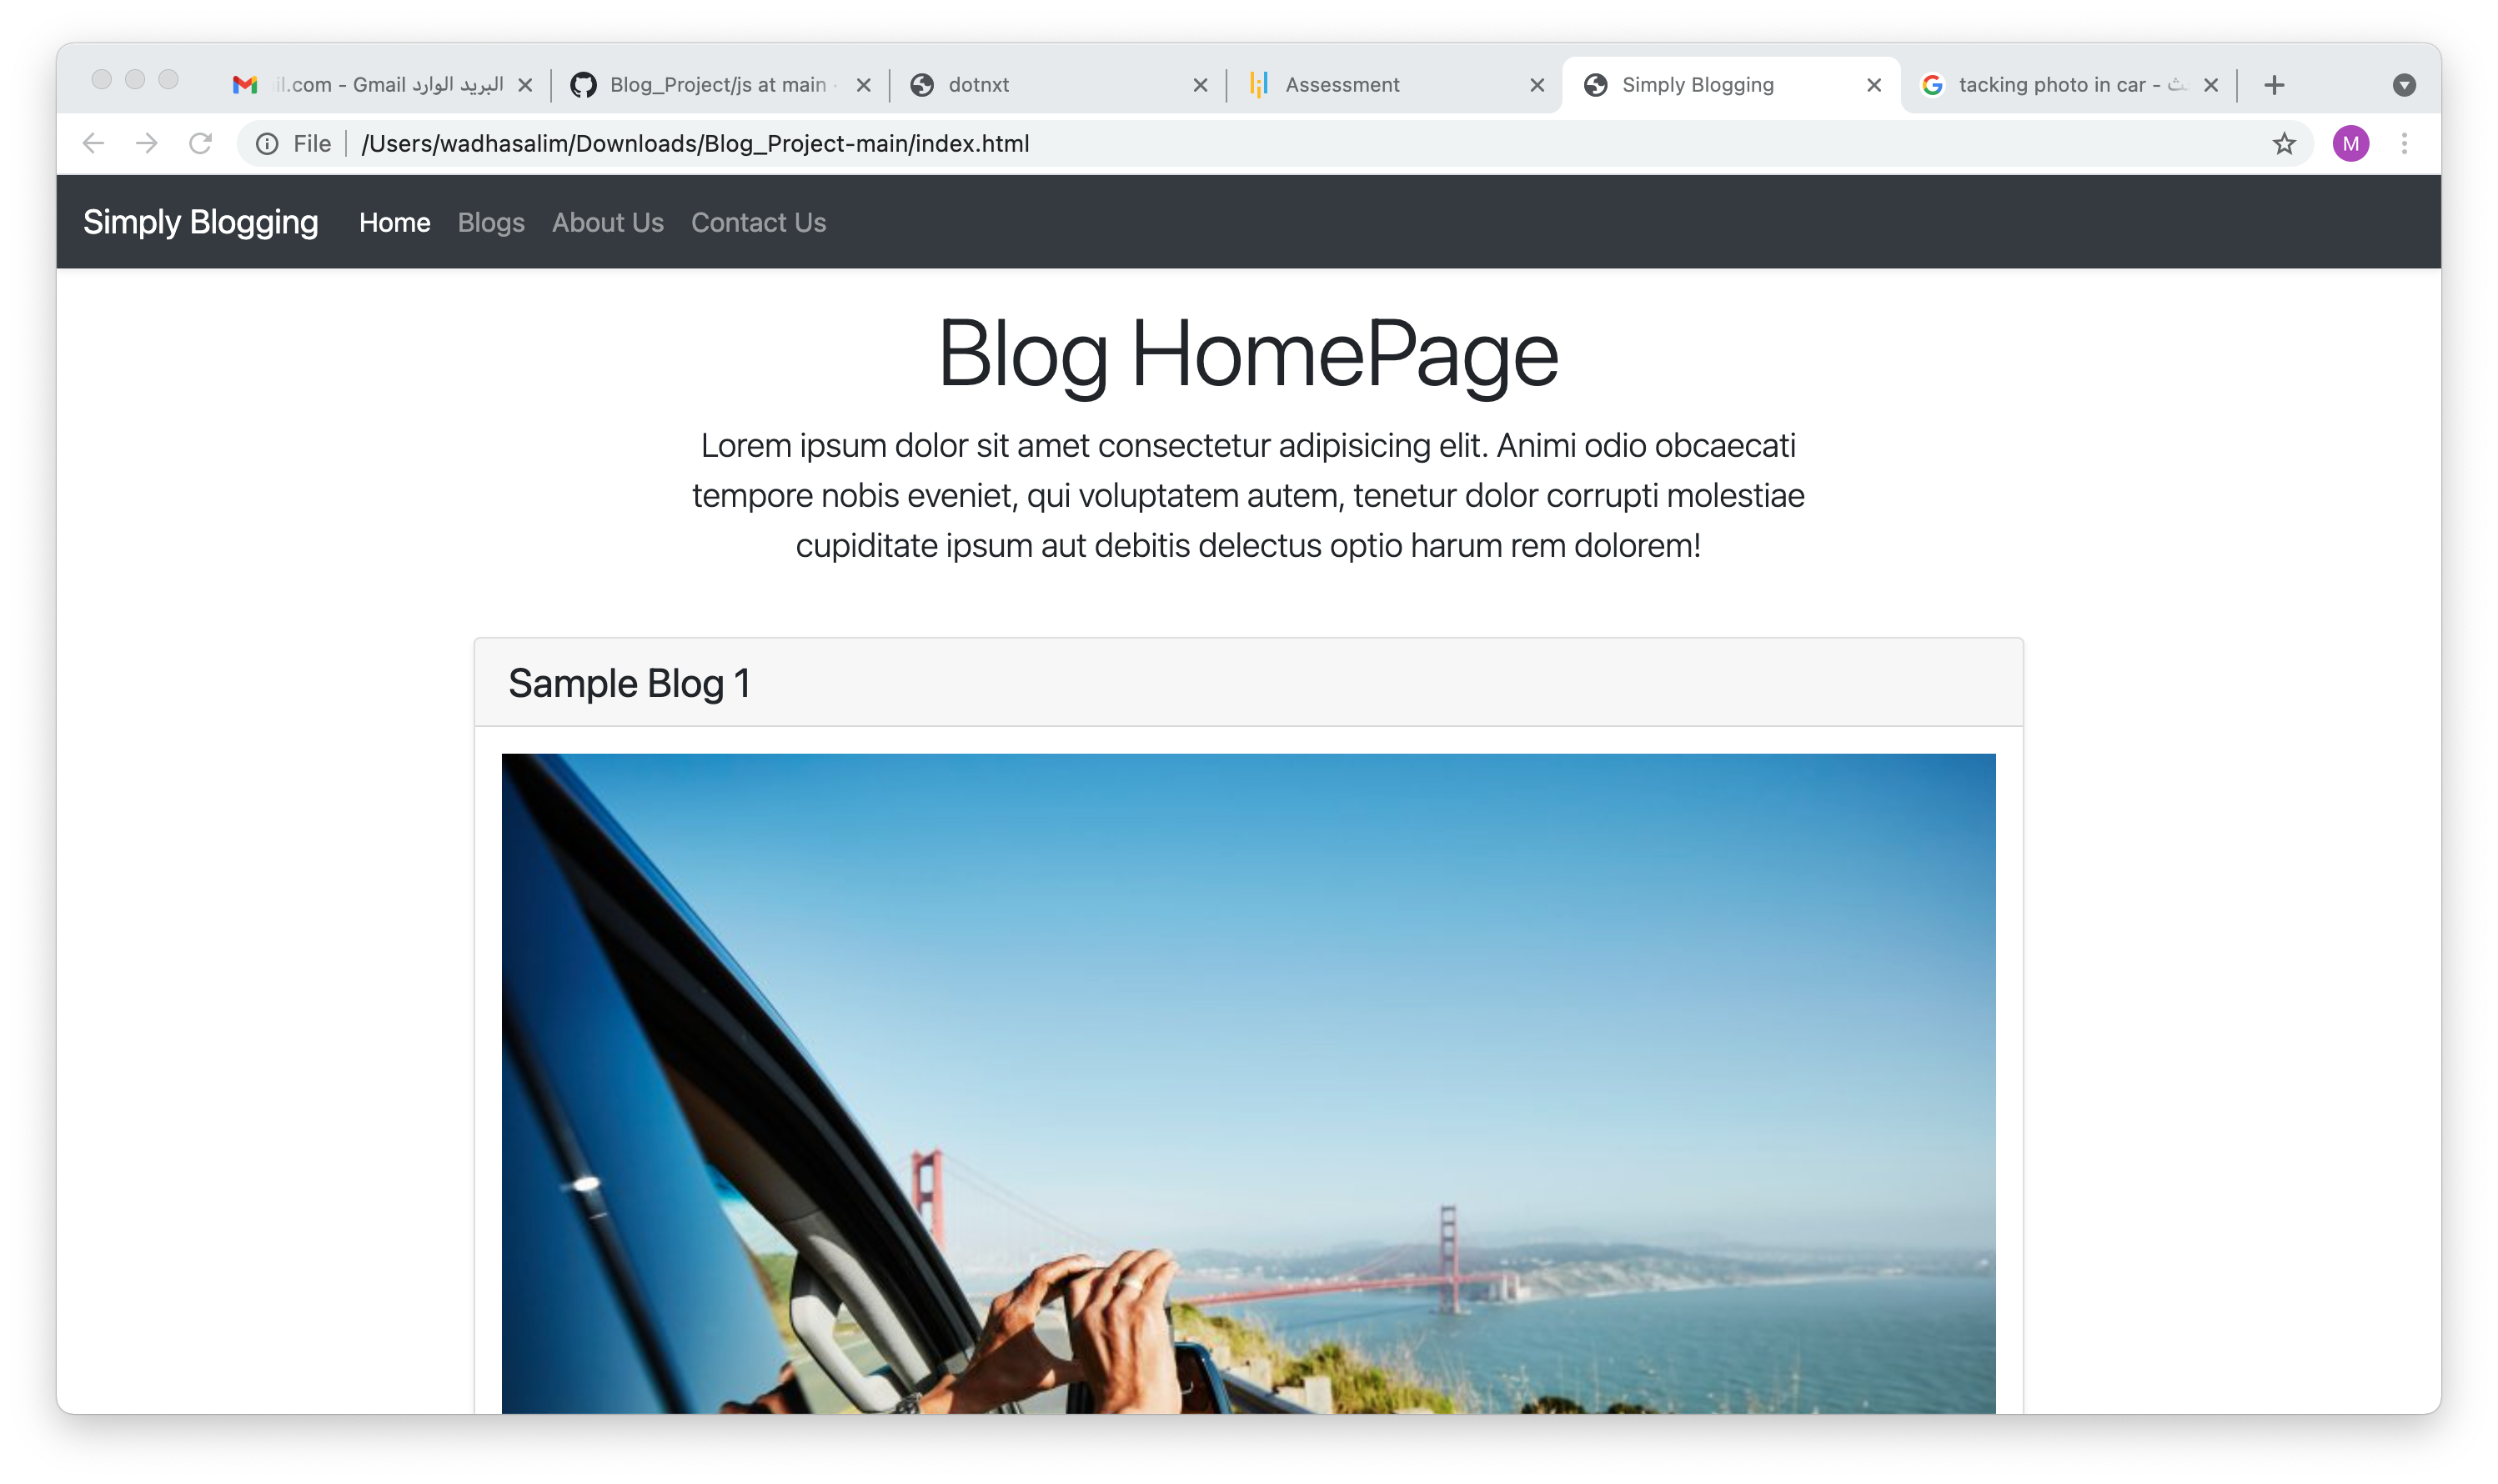 il.com - Gmail البريد الوارد
Blog_Project/js at main
dotnxt
Assessment
Simply Blogging
tacking photo in car -
File
/Users/wadhasalim/Downloads/Blog_Project-main/index.html
M
Simply Blogging
Home
Blogs
About Us
Contact Us
Blog HomePage
Lorem ipsum dolor sit amet consectetur adipisicing elit. Animi odio obcaecati
tempore nobis eveniet, qui voluptatem autem, tenetur dolor corrupti molestiae
cupiditate ipsum aut debitis delectus optio harum rem dolorem!
Sample Blog 1